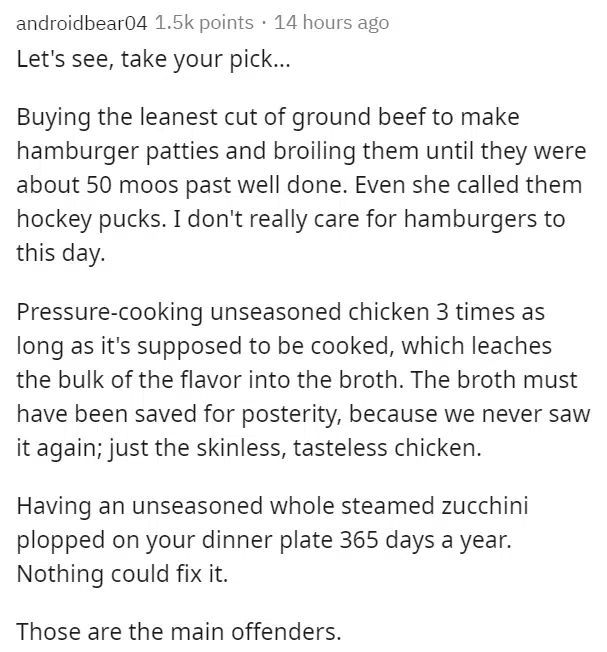 androidbear04 1.5k points · 14 hours ago
Let's see, take your pick...
Buying the leanest cut of ground beef to make
hamburger patties and broiling them until they were
about 50 moos past well done. Even she called them
hockey pucks. I don't really care for hamburgers to
this day.
Pressure-cooking unseasoned chicken 3 times as
long as it's supposed to be cooked, which leaches
the bulk of the flavor into the broth. The broth must
have been saved for posterity, because we never saw
it again; just the skinless, tasteless chicken.
Having an unseasoned whole steamed zucchini
plopped on your dinner plate 365 days a year.
Nothing could fix it.
Those are the main offenders.